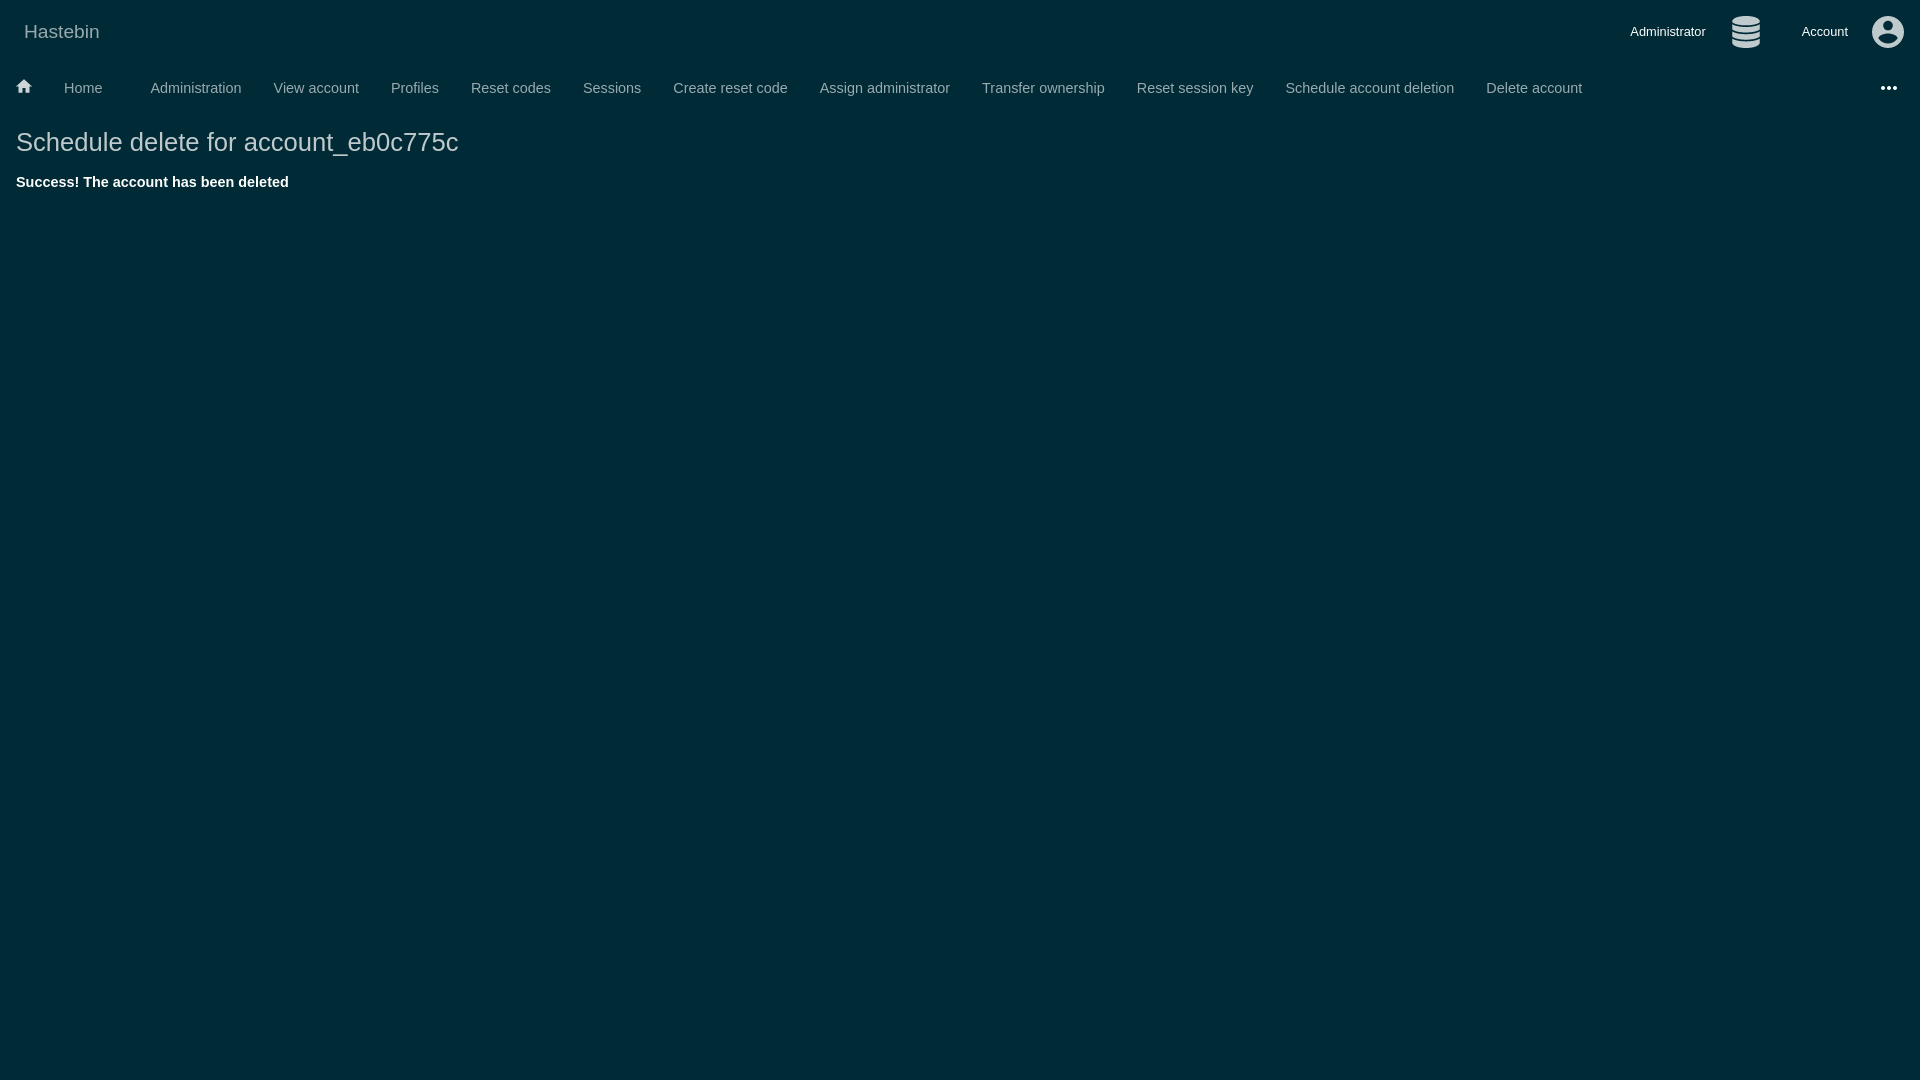 Hastebin
Administrator
Account
Home
Administration
View account
Profiles
Reset codes
Sessions
Create reset code
Assign administrator
Transfer ownership
Reset session key
Schedule account deletion
Delete account
Schedule delete for account_eb0c775c
Success! The account has been deleted